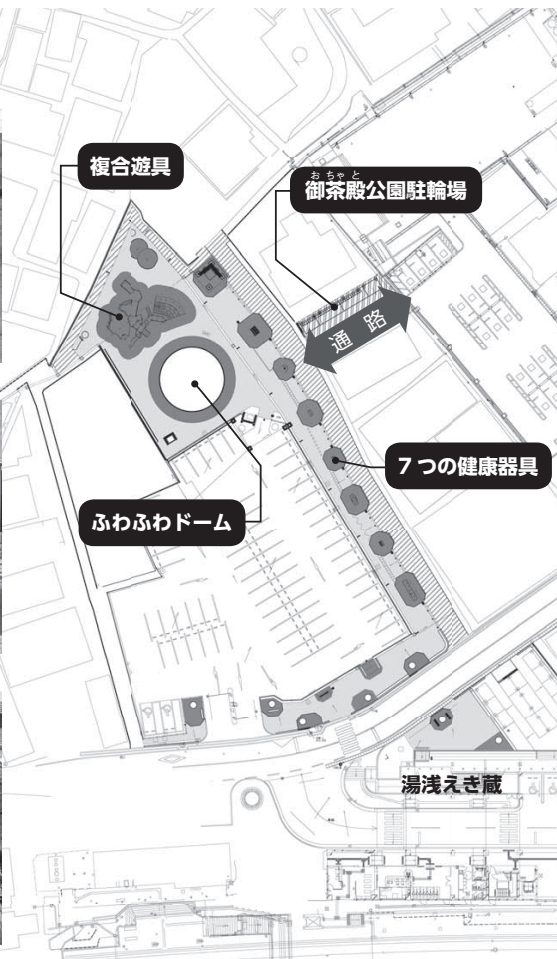 複合遊具
おちゃと
御茶殿公園駐輪場
通路
7つの健康器具
ふわふわドーム
湯浅えき蔵